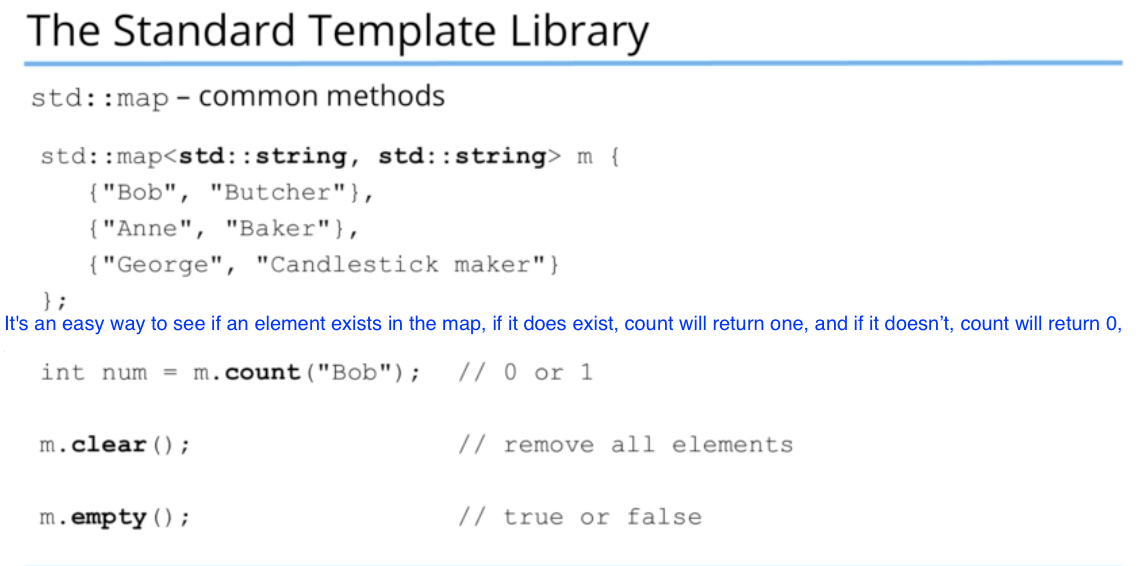 The Standard Template Library
std::map – common methods
std::map<std::string, std::string> m {
{"Bob", "Butcher"},
{"Anne", "Baker"},
{"George", "Candlestick maker"}
};
It's an easy way to see if an element exists in the map, if it does exist, count will return one, and if it doesn’t, count will return 0,
int num = m.count("Bob"); // 0 or 1
m.clear(); // remove all elements
m.empty(); // true or false